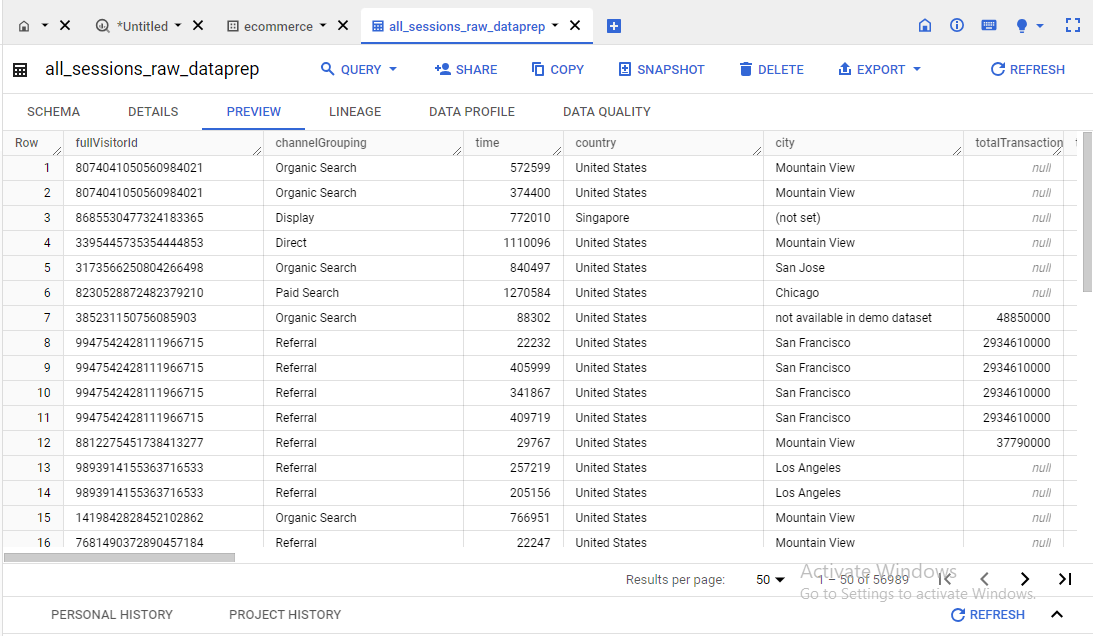 *Untitled ecommerce all_sessions_raw_dataprep
all_sessions_raw_dataprep QUERY SHARE COPY SNAPSHOT DELETE EXPORT REFRESH
SCHEMA DETAILS PREVIEW LINEAGE DATA PROFILE DATA QUALITY
Row fullVisitorId channelGrouping time country city totalTransaction
1 8074041050560984021 Organic Search 572599 United States Mountain View null
2 8074041050560984021 Organic Search 374400 United States Mountain View null
3 8685530477324183365 Display 772010 Singapore (not set) null
4 3395445735354444853 Direct 1110096 United States Mountain View null
5 3173566250804266498 Organic Search 840497 United States San Jose null
6 8230528872482379210 Paid Search 1270584 United States Chicago null
7 385231150756085903 Organic Search 88302 United States not available in demo dataset 48850000
8 9947542428111966715 Referral 22232 United States San Francisco 2934610000
9 9947542428111966715 Referral 405999 United States San Francisco 2934610000
10 9947542428111966715 Referral 341867 United States San Francisco 2934610000
11 9947542428111966715 Referral 409719 United States San Francisco 2934610000
12 8812275451738413277 Referral 29767 United States Mountain View 37790000
13 9893914155363716533 Referral 257219 United States Los Angeles null
14 9893914155363716533 Referral 205156 United States Los Angeles null
15 1419842828452102862 Organic Search 766951 United States Mountain View null
16 7681490372890457184 Referral 22247 United States Mountain View null
Results per page: 50 1 – 50 of 56989
Activate Windows
Go to Settings to activate Windows.
PERSONAL HISTORY PROJECT HISTORY REFRESH